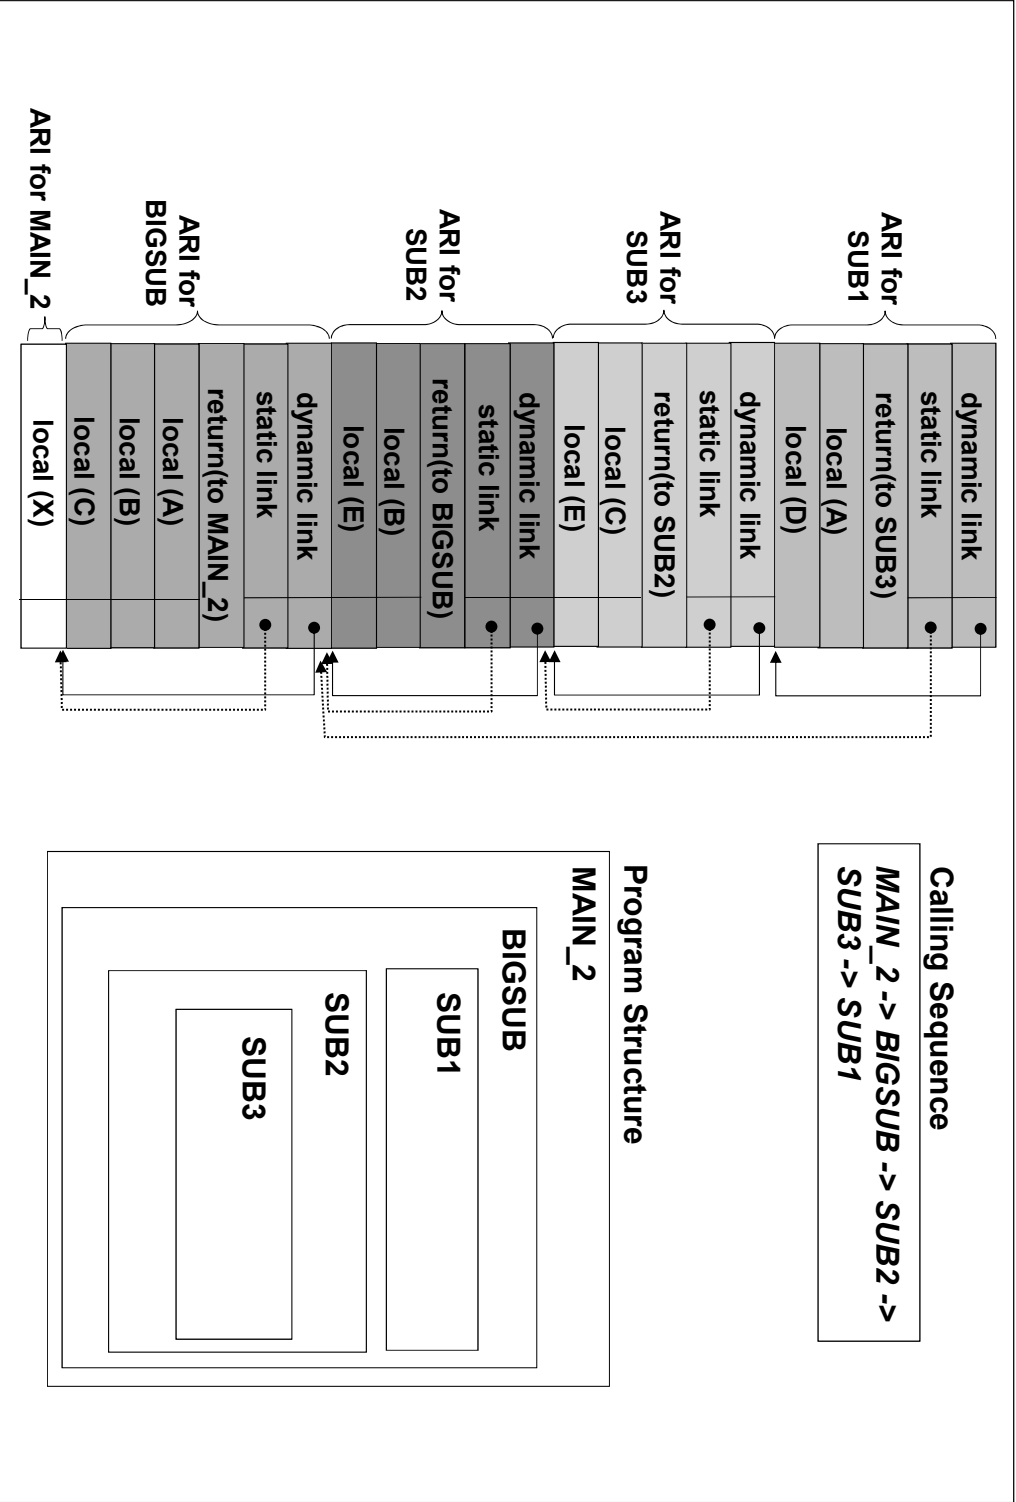 ARI for
SUB1
dynamic link
static link
return(to SUB3)
local (A)
local (D)
ARI for
SUB3
dynamic link
static link
return(to SUB2)
local (C)
local (E)
ARI for
SUB2
dynamic link
static link
return(to BIGSUB)
local (B)
local (E)
ARI for
BIGSUB
dynamic link
static link
return(to MAIN_2)
local (A)
local (B)
local (C)
ARI for MAIN_2
local (X)
Calling Sequence
MAIN_2 -> BIGSUB -> SUB2 ->
SUB3 -> SUB1
Program Structure
MAIN_2
BIGSUB
SUB1
SUB2
SUB3